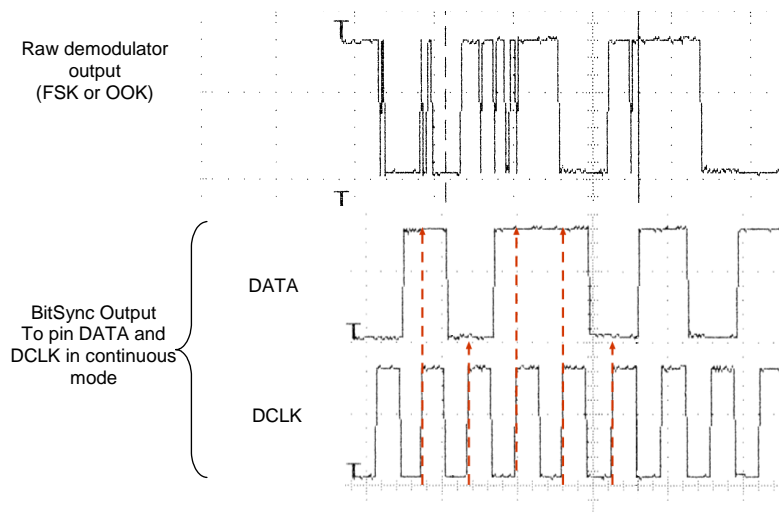 Raw demodulator
output
(FSK or OOK)
BitSync Output
To pin DATA and
DCLK in continuous
mode
DATA
DCLK